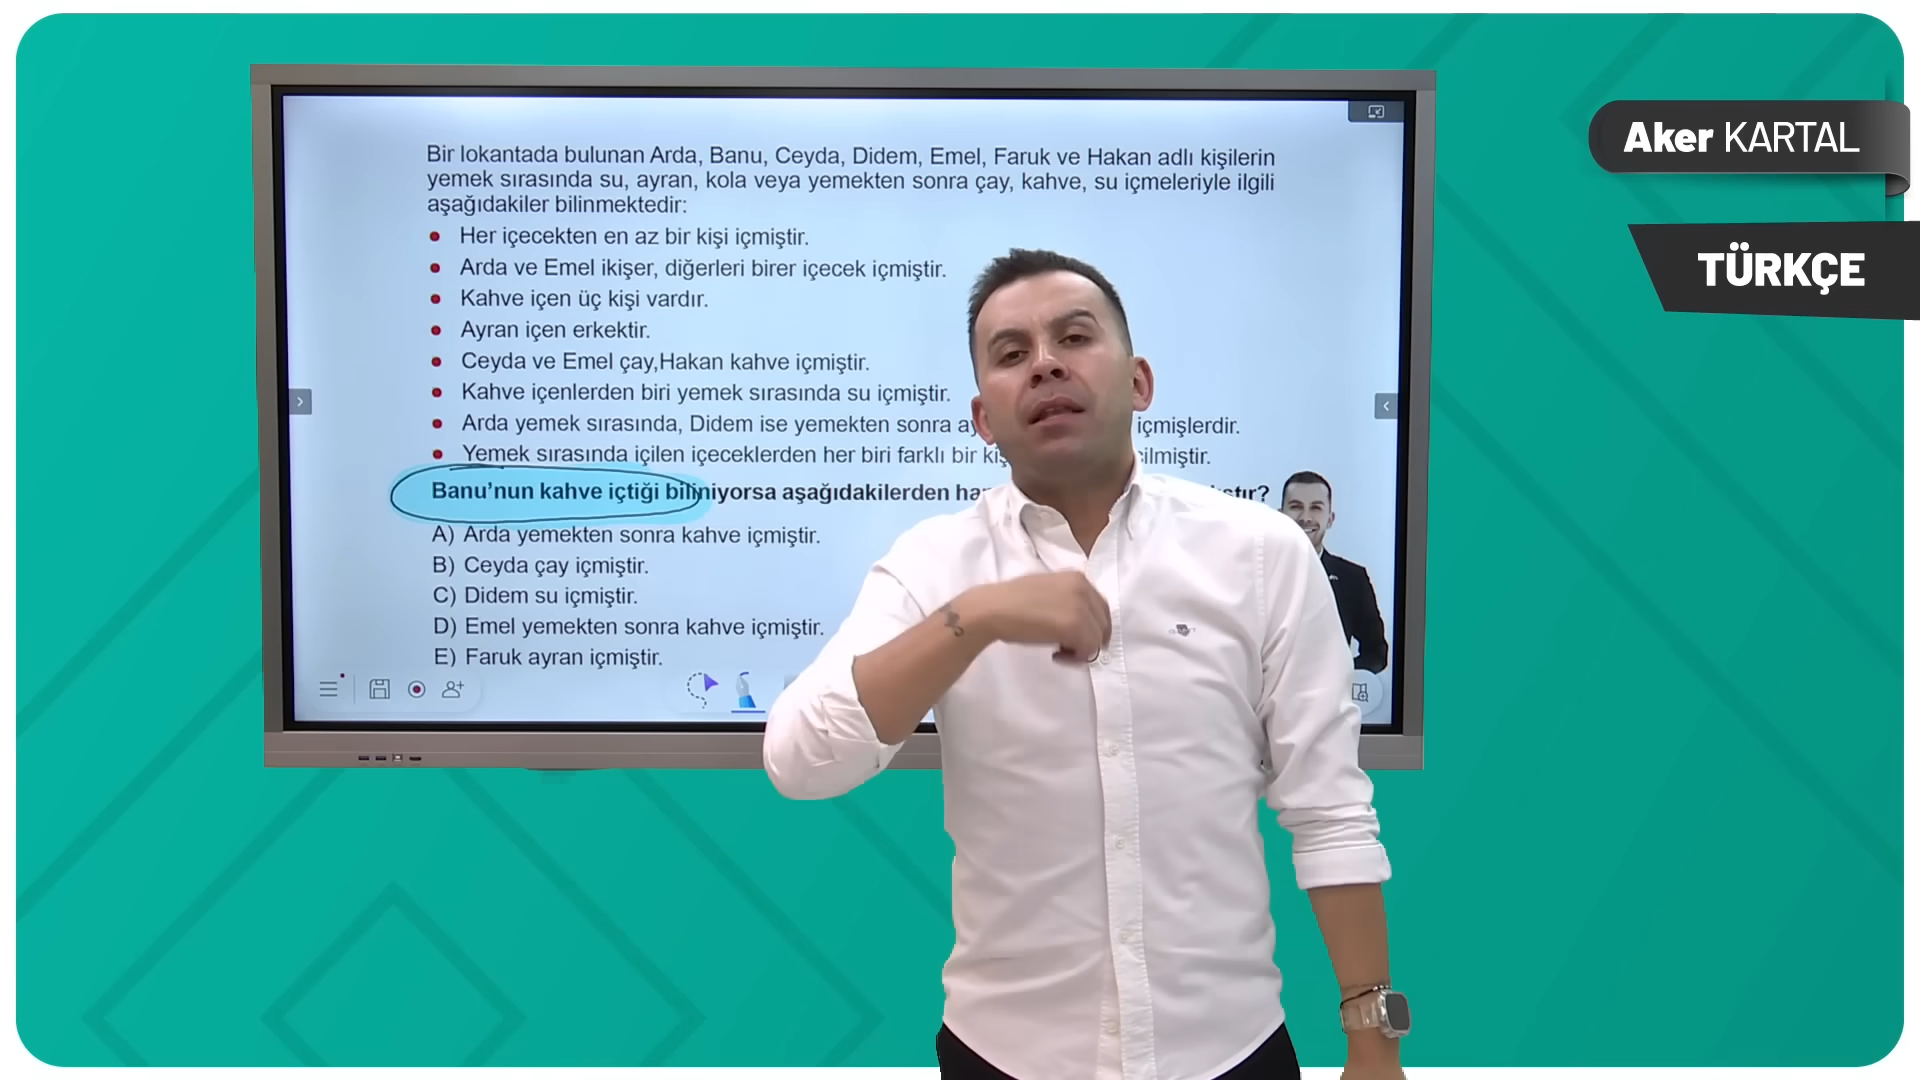 Aker KARTAL
TÜRKÇE
Bir lokantada bulunan Arda, Banu, Ceyda, Didem, Emel, Faruk ve Hakan adlı kişilerin
yemek sırasında su, ayran, kola veya yemekten sonra çay, kahve, su içmeleriyle ilgili
aşağıdakiler bilinmektedir:
Her içecekten en az bir kişi içmiştir.
Arda ve Emel ikişer, diğerleri birer içecek içmiştir.
Kahve içen üç kişi vardır.
Ayran içen erkektir.
Ceyda ve Emel çay,Hakan kahve içmiştir.
Kahve içenlerden biri yemek sırasında su içmiştir.
Arda yemek sırasında, Didem ise yemekten sonra içmişlerdir.
Yemek sırasında içilen içeceklerden her biri farklı bir
Banu'nun kahve içtiği biliniyorsa aşağıdakilerden
A) Arda yemekten sonra kahve içmiştir.
B) Ceyda çay içmiştir.
C) Didem su içmiştir.
D) Emel yemekten sonra kahve içmiştir.
E) Faruk ayran içmiştir.